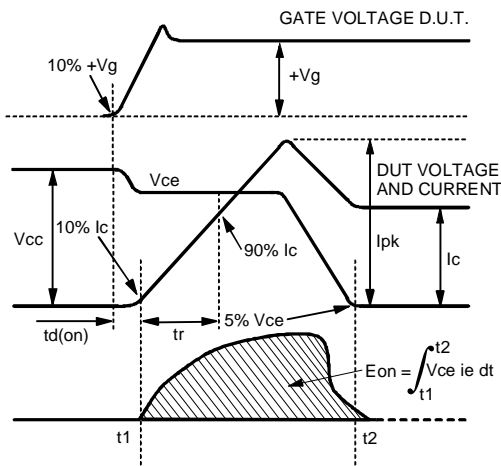 GATE VOLTAGE D.U.T.
10% +Vg
+Vg
Vce
DUT VOLTAGE
AND CURRENT
Vcc
10% Ic
90% Ic
Ipk
Ic
td(on)
tr
5% Vce
Eon = ∫ t1 t2 Vce ie dt
t1
t2